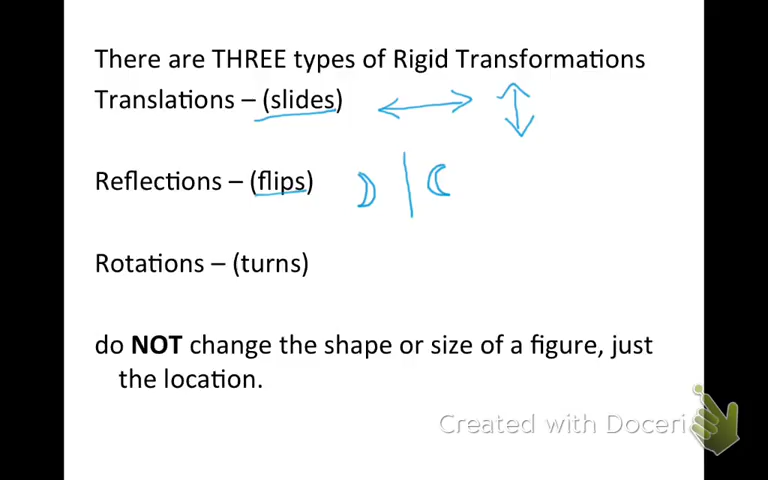 There are THREE types of Rigid Transformations
Translations – (slides)
Reflections – (flips)
Rotations – (turns)
do NOT change the shape or size of a figure, just
the location.
Created with Doceri